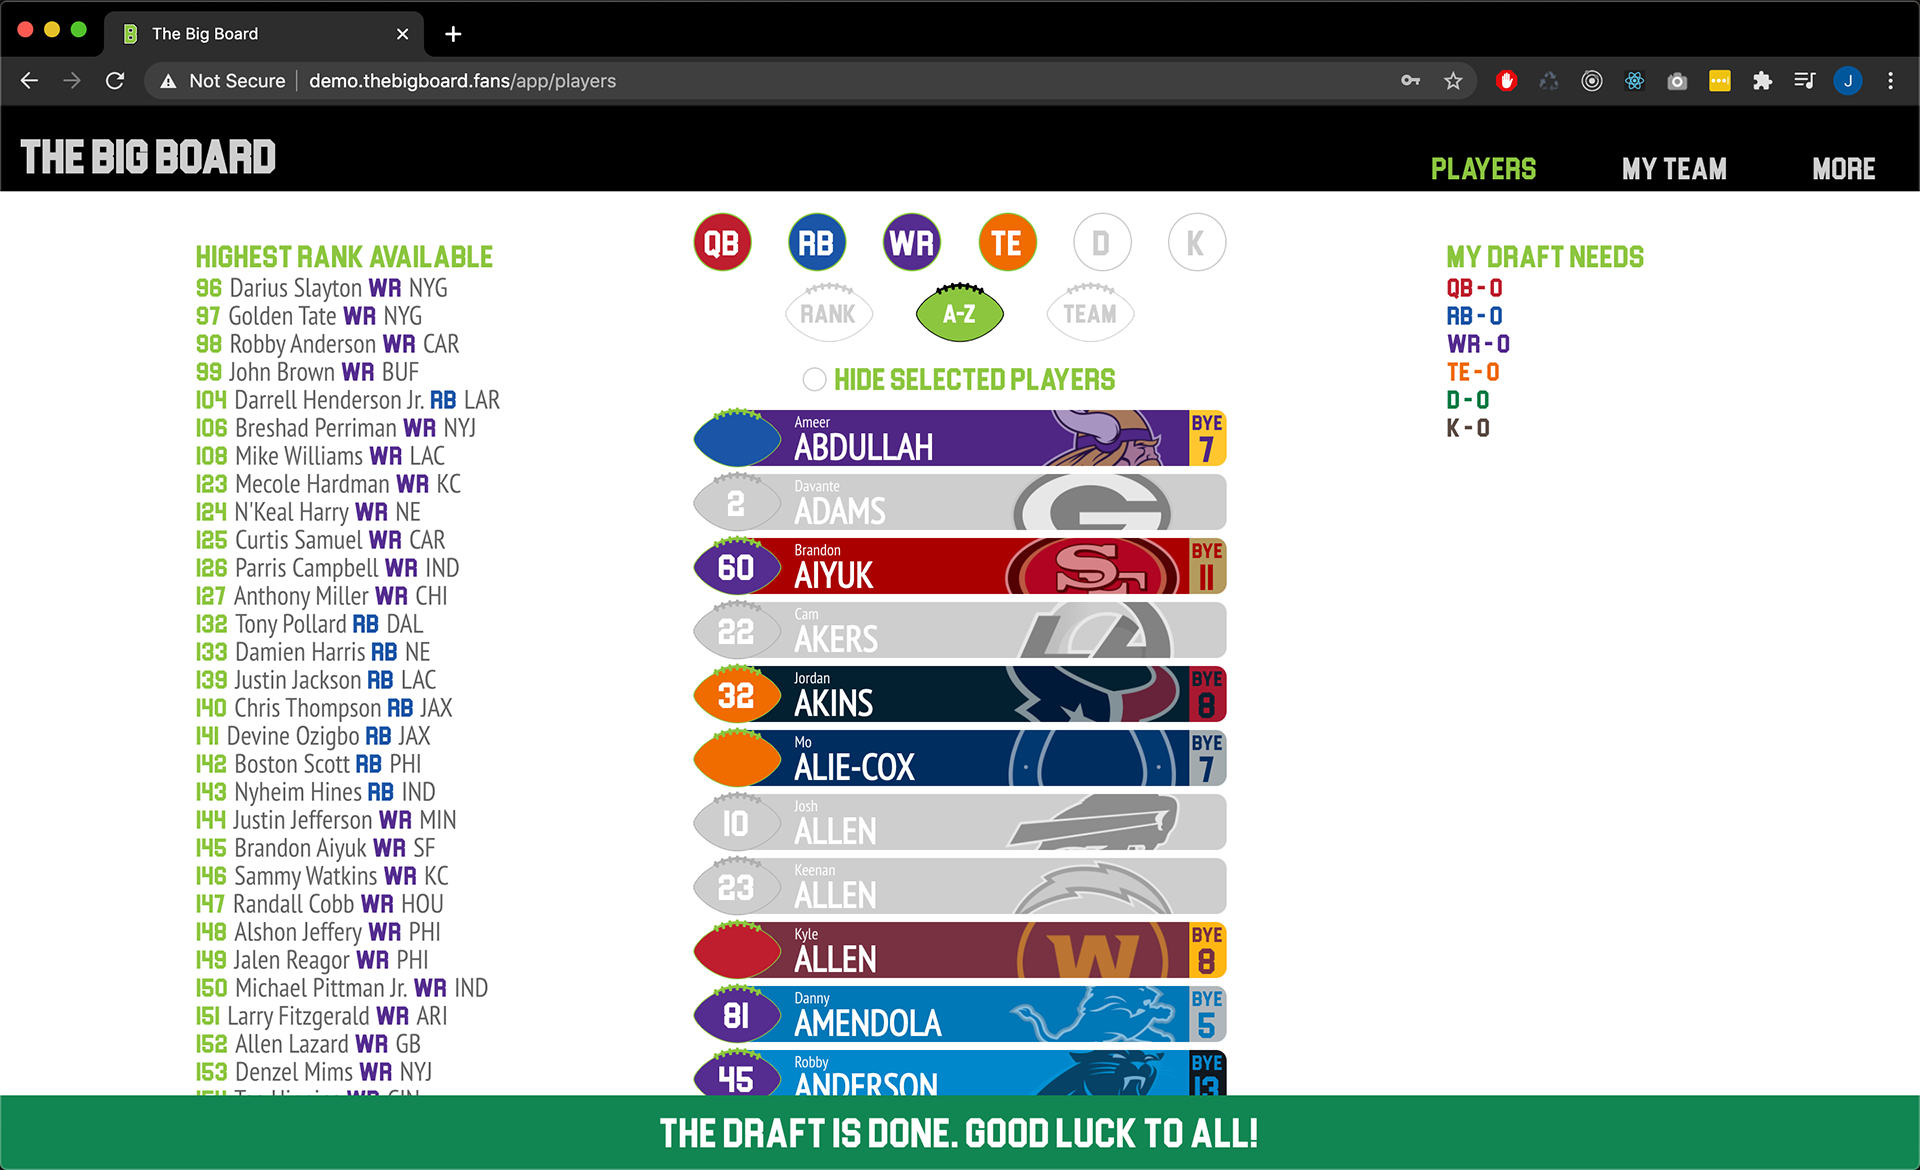 The Big Board
Not Secure
demo.thebigboard.fans/app/players
J
THE BIG BOARD
PLAYERS
MY TEAM
MORE
HIGHEST RANK AVAILABLE
96 Darius Slayton WR NYG
97 Golden Tate WR NYG
98 Robby Anderson WR CAR
99 John Brown WR BUF
104 Darrell Henderson Jr. RB LAR
106 Breshad Perriman WR NYJ
108 Mike Williams WR LAC
123 Mecole Hardman WR KC
124 N'Keal Harry WR NE
125 Curtis Samuel WR CAR
126 Parris Campbell WR IND
127 Anthony Miller WR CHI
132 Tony Pollard RB DAL
133 Damien Harris RB NE
139 Justin Jackson RB LAC
140 Chris Thompson RB JAX
141 Devine Ozigbo RB JAX
142 Boston Scott RB PHI
143 Nyheim Hines RB IND
144 Justin Jefferson WR MIN
145 Brandon Aiyuk WR SF
146 Sammy Watkins WR KC
147 Randall Cobb WR HOU
148 Alshon Jeffery WR PHI
149 Jalen Reagor WR PHI
150 Michael Pittman Jr. WR IND
151 Larry Fitzgerald WR ARI
152 Allen Lazard WR GB
153 Denzel Mims WR NYJ
QB RB WR TE D K
RANK A-Z TEAM
HIDE SELECTED PLAYERS
Ameer
ABDULLAH
BYE
7
2
Davante
ADAMS
G
60
Brandon
AIYUK
SF
BYE
11
22
Cam
AKERS
LA
32
Jordan
AKINS
BYE
8
Mo
ALIE-COX
BYE
7
10
Josh
ALLEN
23
Keenan
ALLEN
Kyle
ALLEN
W
BYE
8
81
Danny
AMENDOLA
BYE
5
45
Robby
ANDERSON
BYE
13
MY DRAFT NEEDS
QB - 0
RB - 0
WR - 0
TE - 0
D - 0
K - 0
THE DRAFT IS DONE. GOOD LUCK TO ALL!